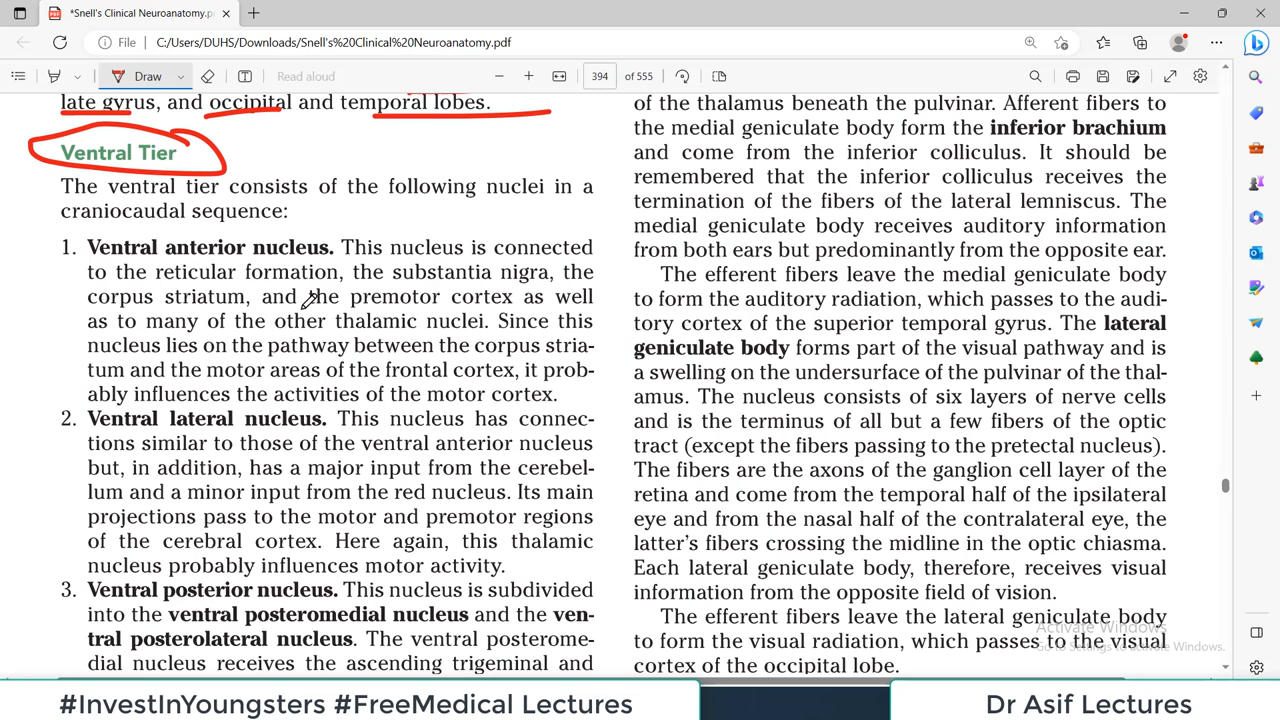 *Snell's Clinical Neuroanatomy.p
File
C:/Users/DUHS/Downloads/Snell's%20Clinical%20Neuroanatomy.pdf
Draw
Read aloud
394 of 555
late gyrus, and occipital and temporal lobes.
Ventral Tier
The ventral tier consists of the following nuclei in a
craniocaudal sequence:
1. Ventral anterior nucleus. This nucleus is connected
to the reticular formation, the substantia nigra, the
corpus striatum, and the premotor cortex as well
as to many of the other thalamic nuclei. Since this
nucleus lies on the pathway between the corpus stria-
tum and the motor areas of the frontal cortex, it prob-
ably influences the activities of the motor cortex.
2. Ventral lateral nucleus. This nucleus has connec-
tions similar to those of the ventral anterior nucleus
but, in addition, has a major input from the cerebel-
lum and a minor input from the red nucleus. Its main
projections pass to the motor and premotor regions
of the cerebral cortex. Here again, this thalamic
nucleus probably influences motor activity.
3. Ventral posterior nucleus. This nucleus is subdivided
into the ventral posteromedial nucleus and the ven-
tral posterolateral nucleus. The ventral posterome-
dial nucleus receives the ascending trigeminal and
of the thalamus beneath the pulvinar. Afferent fibers to
the medial geniculate body form the inferior brachium
and come from the inferior colliculus. It should be
remembered that the inferior colliculus receives the
termination of the fibers of the lateral lemniscus. The
medial geniculate body receives auditory information
from both ears but predominantly from the opposite ear.
The efferent fibers leave the medial geniculate body
to form the auditory radiation, which passes to the audi-
tory cortex of the superior temporal gyrus. The lateral
geniculate body forms part of the visual pathway and is
a swelling on the undersurface of the pulvinar of the thal-
amus. The nucleus consists of six layers of nerve cells
and is the terminus of all but a few fibers of the optic
tract (except the fibers passing to the pretectal nucleus).
The fibers are the axons of the ganglion cell layer of the
retina and come from the temporal half of the ipsilateral
eye and from the nasal half of the contralateral eye, the
latter's fibers crossing the midline in the optic chiasma.
Each lateral geniculate body, therefore, receives visual
information from the opposite field of vision.
The efferent fibers leave the lateral geniculate body
to form the visual radiation, which passes to the visual
cortex of the occipital lobe.
Activate Windows
Go to Settings to activate Windows.
#InvestInYoungsters #FreeMedical Lectures
Dr Asif Lectures